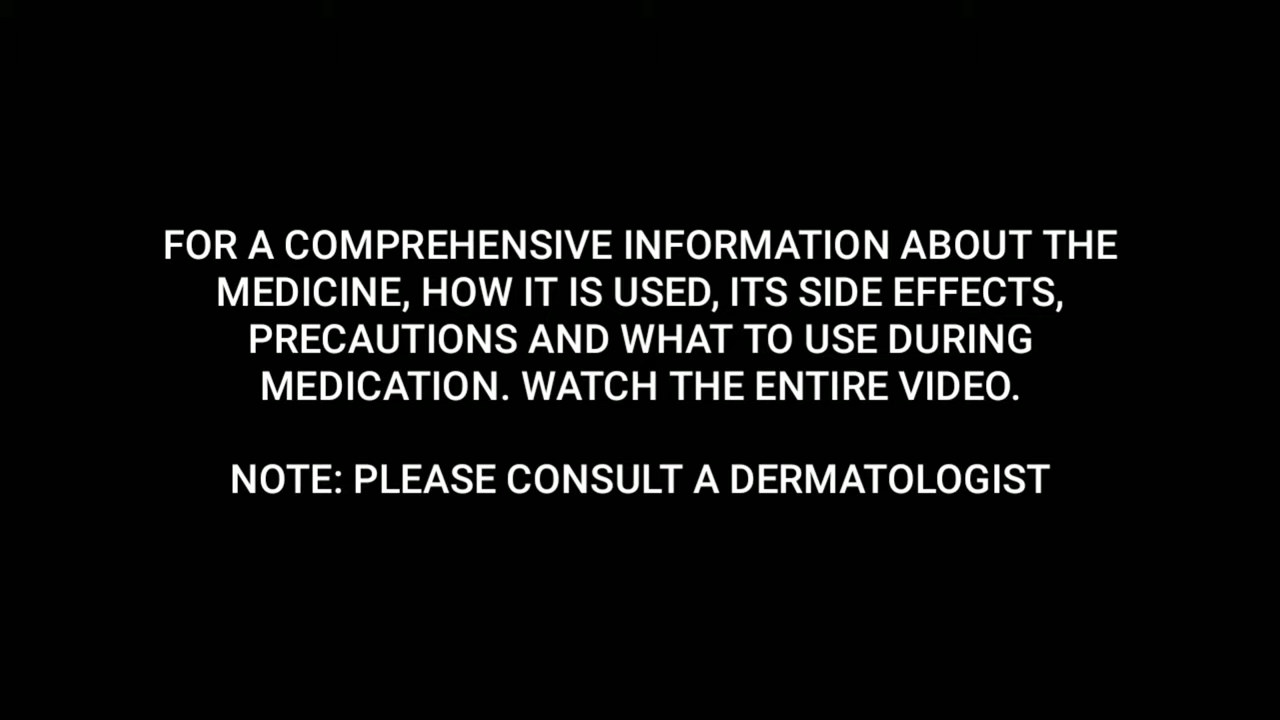 FOR A COMPREHENSIVE INFORMATION ABOUT THE
MEDICINE, HOW IT IS USED, ITS SIDE EFFECTS,
PRECAUTIONS AND WHAT TO USE DURING
MEDICATION. WATCH THE ENTIRE VIDEO.
NOTE: PLEASE CONSULT A DERMATOLOGIST